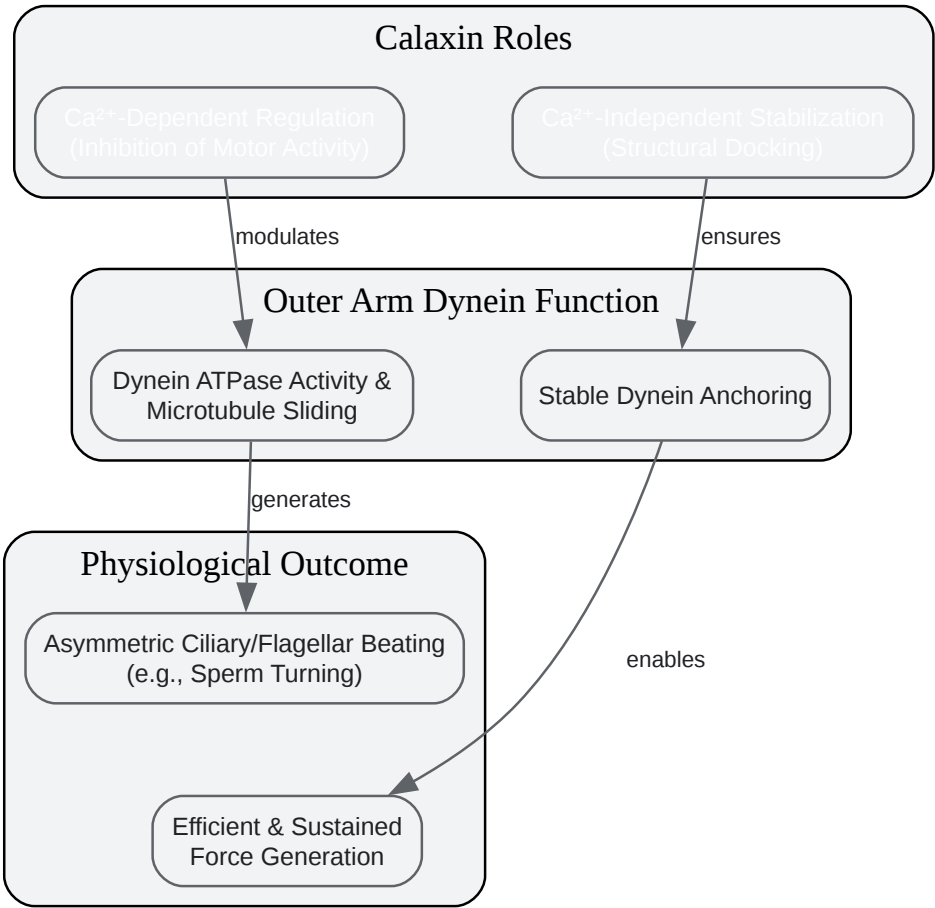 Calaxin Roles
Ca²⁺-Dependent Regulation
(Inhibition of Motor Activity)
Ca²⁺-Independent Stabilization
(Structural Docking)
modulates
ensures
Outer Arm Dynein Function
Dynein ATPase Activity &
Microtubule Sliding
Stable Dynein Anchoring
generates
Physiological Outcome
Asymmetric Ciliary/Flagellar Beating
(e.g., Sperm Turning)
enables
Efficient & Sustained
Force Generation